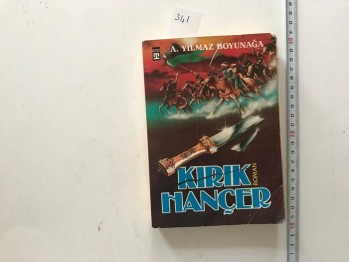 341
A. YILMAZ BOYUNAĞA
KIRIK
HANÇER
ROMAN